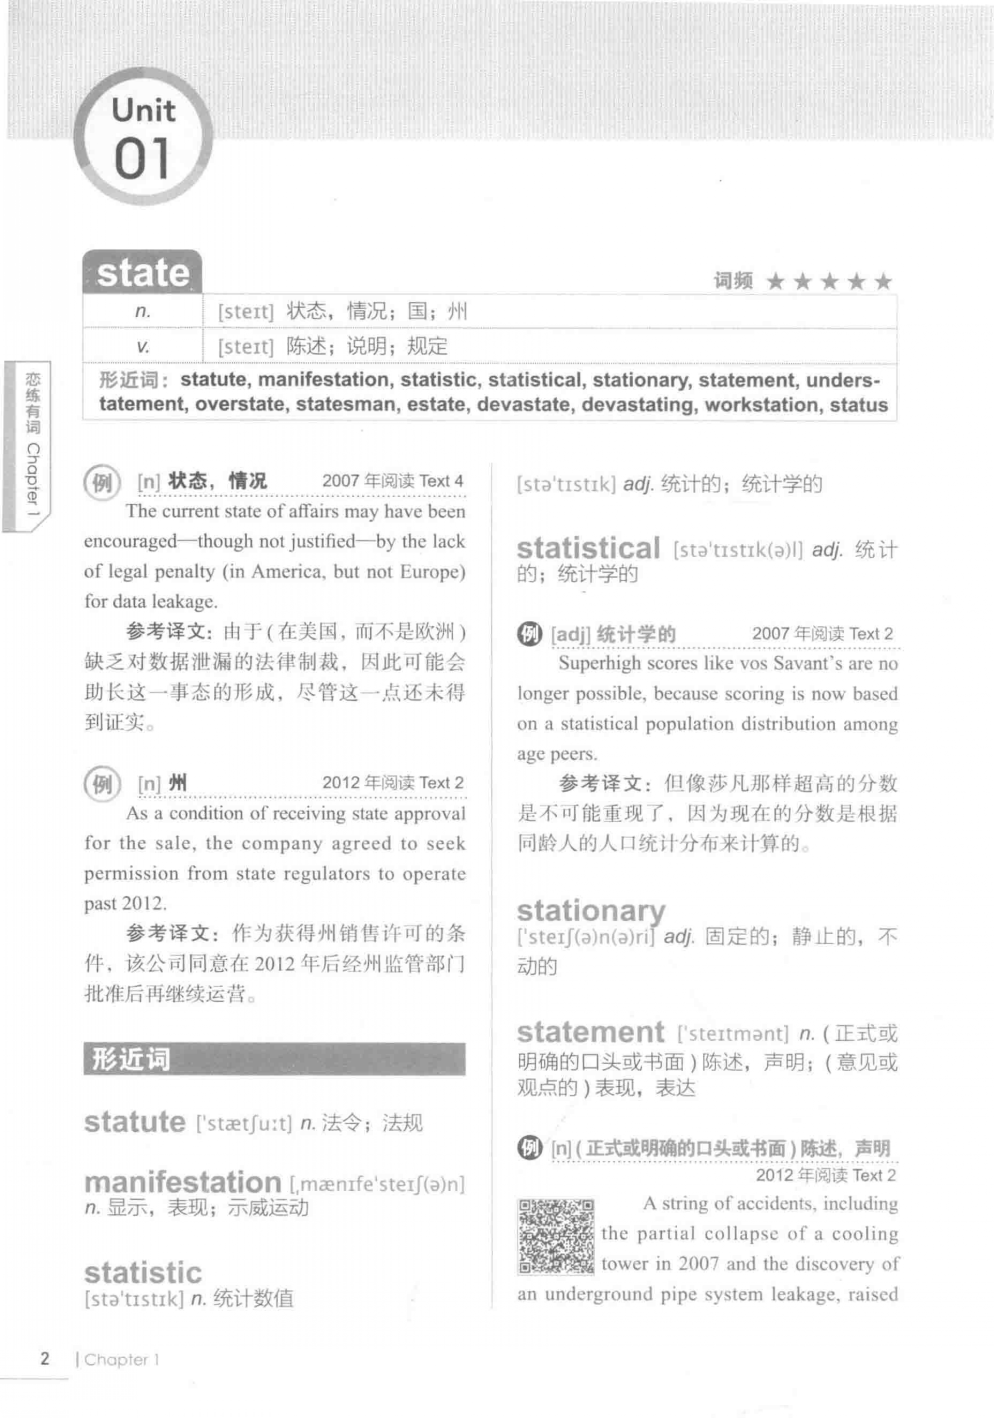 Unit
01
state
词频 ★★★★★
n. [steɪt] 状态，情况；国；州
v. [steɪt] 陈述；说明；规定
形近词：statute, manifestation, statistic, statistical, stationary, statement, unders-
tatement, overstate, statesman, estate, devastate, devastating, workstation, status
恋练有词 Chapter 1
例 [n] 状态，情况 2007 年阅读 Text 4
The current state of affairs may have been
encouraged—though not justified—by the lack
of legal penalty (in America, but not Europe)
for data leakage.
参考译文：由于(在美国，而不是欧洲)
缺乏对数据泄漏的法律制裁，因此可能会
助长这一事态的形成，尽管这一点还未得
到证实。
例 [n] 州 2012 年阅读 Text 2
As a condition of receiving state approval
for the sale, the company agreed to seek
permission from state regulators to operate
past 2012.
参考译文：作为获得州销售许可的条
件，该公司同意在 2012 年后经州监管部门
批准后再继续运营。
形近词
statute ['stætʃuːt] n. 法令；法规
manifestation [ˌmænɪfe'steɪʃ(ə)n]
n. 显示，表现；示威运动
statistic
[stə'tɪstɪk] n. 统计数值
[stə'tɪstɪk] adj. 统计的；统计学的
statistical [stə'tɪstɪk(ə)l] adj. 统计
的；统计学的
例 [adj] 统计学的 2007 年阅读 Text 2
Superhigh scores like vos Savant's are no
longer possible, because scoring is now based
on a statistical population distribution among
age peers.
参考译文：但像莎凡那样超高的分数
是不可能重现了，因为现在的分数是根据
同龄人的人口统计分布来计算的。
stationary
['steɪʃ(ə)n(ə)ri] adj. 固定的；静止的，不
动的
statement ['steɪtmənt] n. (正式或
明确的口头或书面)陈述，声明；(意见或
观点的)表现，表达
例 [n] (正式或明确的口头或书面)陈述，声明
2012 年阅读 Text 2
A string of accidents, including
the partial collapse of a cooling
tower in 2007 and the discovery of
an underground pipe system leakage, raised
2 | Chapter 1